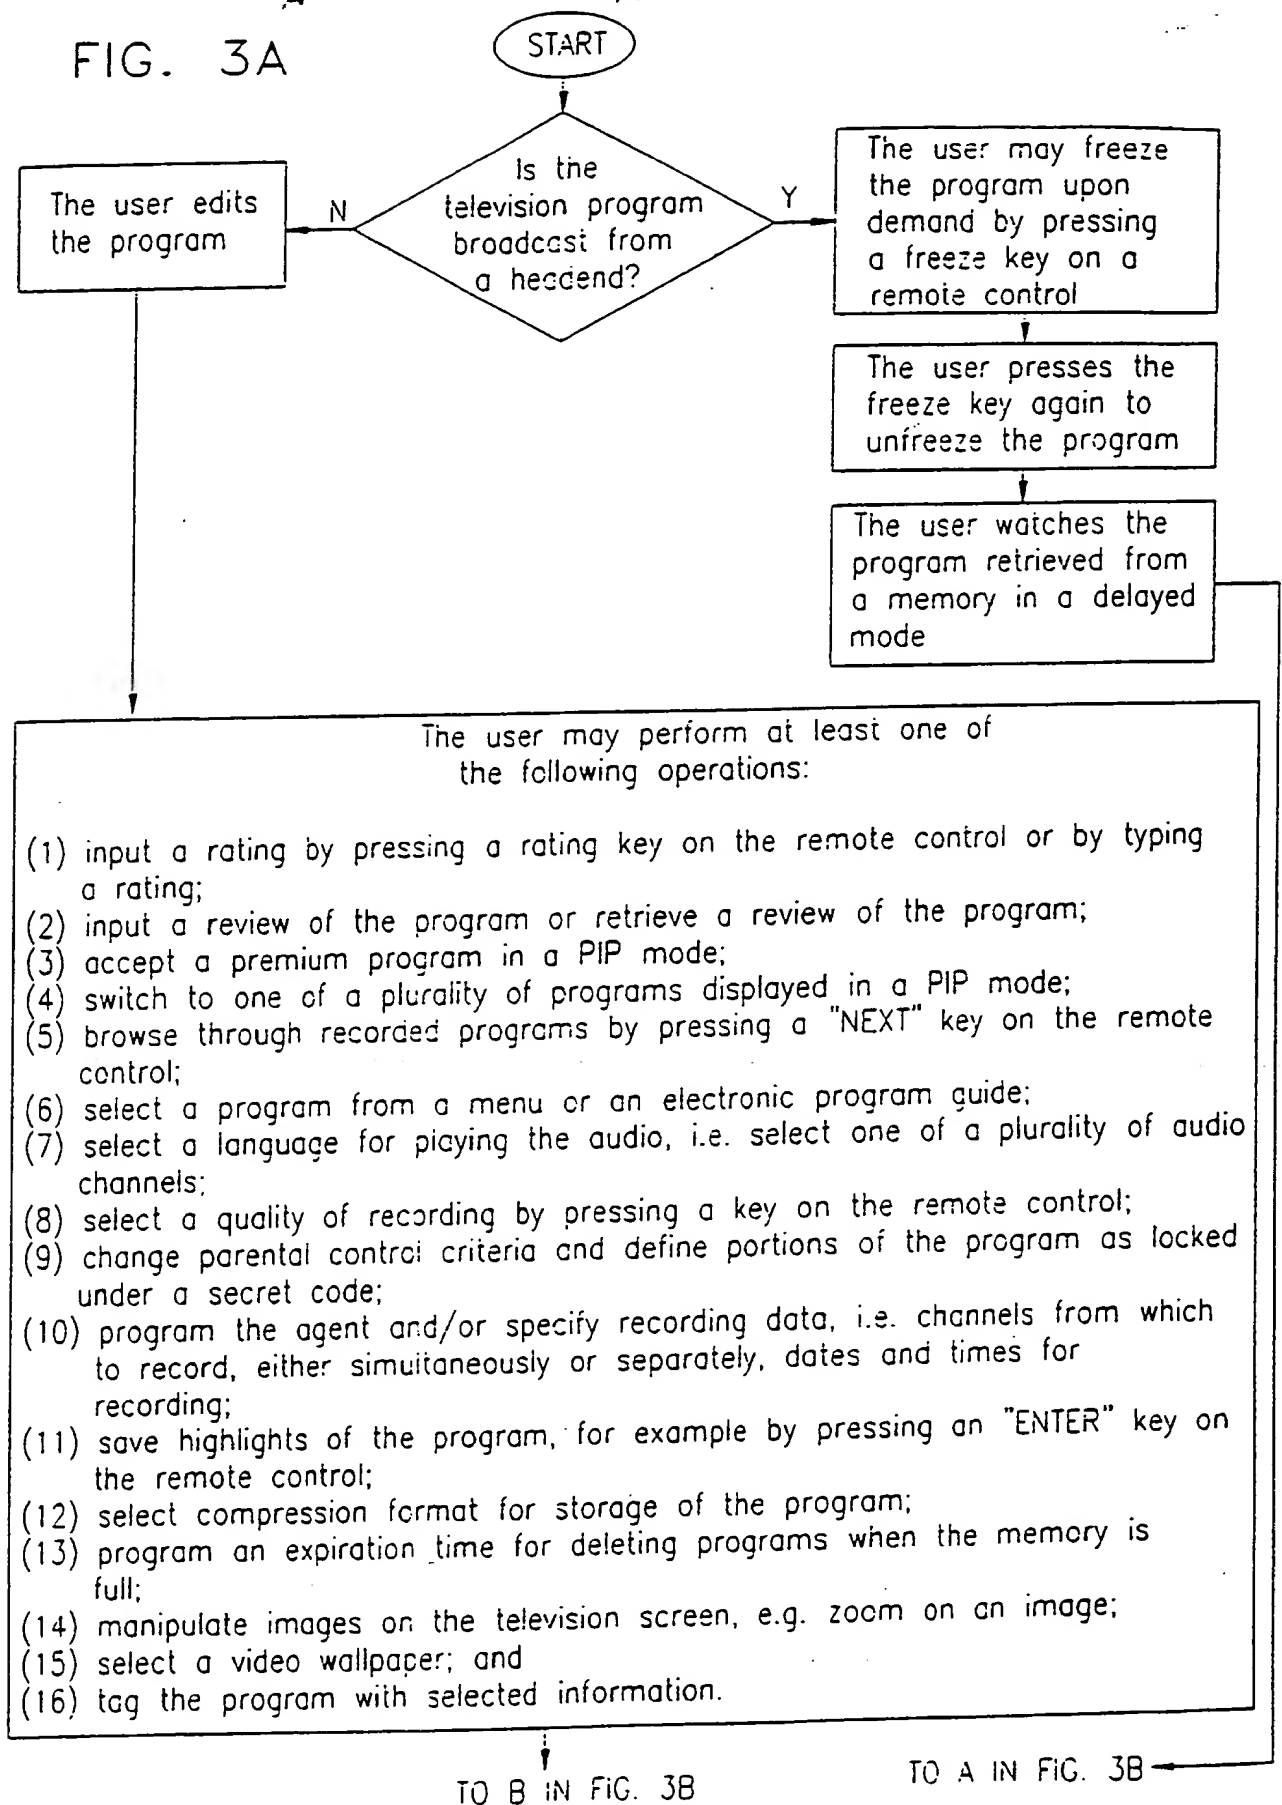 FIG. 3A
START
Is the
television program
broadcast from
a headend?
N
Y
The user edits
the program
The user may freeze
the program upon
demand by pressing
a freeze key on a
remote control
The user presses the
freeze key again to
unfreeze the program
The user watches the
program retrieved from
a memory in a delayed
mode
The user may perform at least one of
the following operations:
(1) input a rating by pressing a rating key on the remote control or by typing
a rating;
(2) input a review of the program or retrieve a review of the program;
(3) accept a premium program in a PIP mode;
(4) switch to one of a plurality of programs displayed in a PIP mode;
(5) browse through recorded programs by pressing a "NEXT" key on the remote
control;
(6) select a program from a menu or an electronic program guide;
(7) select a language for playing the audio, i.e. select one of a plurality of audio
channels;
(8) select a quality of recording by pressing a key on the remote control;
(9) change parental control criteria and define portions of the program as locked
under a secret code;
(10) program the agent and/or specify recording data, i.e. channels from which
to record, either simultaneously or separately, dates and times for
recording;
(11) save highlights of the program, for example by pressing an "ENTER" key on
the remote control;
(12) select compression format for storage of the program;
(13) program an expiration time for deleting programs when the memory is
full;
(14) manipulate images on the television screen, e.g. zoom on an image;
(15) select a video wallpaper; and
(16) tag the program with selected information.
TO B IN FIG. 3B
TO A IN FIG. 3B